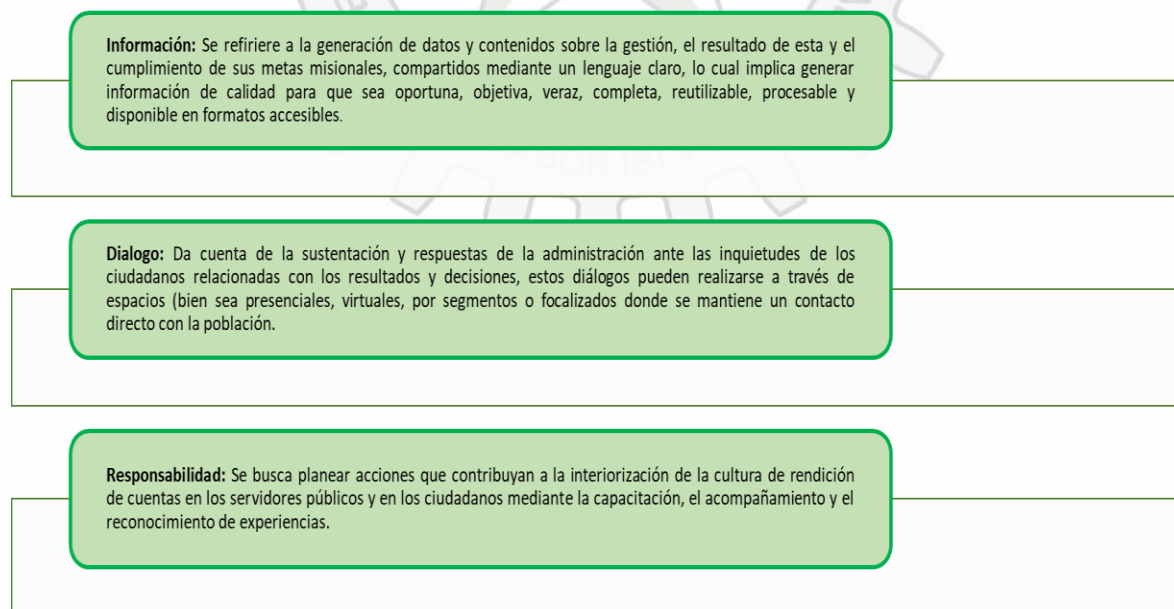 Información: Se refiriere a la generación de datos y contenidos sobre la gestión, el resultado de esta y el
cumplimiento de sus metas misionales, compartidos mediante un lenguaje claro, lo cual implica generar
información de calidad para que sea oportuna, objetiva, veraz, completa, reutilizable, procesable y
disponible en formatos accesibles.
Dialogo: Da cuenta de la sustentación y respuestas de la administración ante las inquietudes de los
ciudadanos relacionadas con los resultados y decisiones, estos diálogos pueden realizarse a través de
espacios (bien sea presenciales, virtuales, por segmentos o focalizados donde se mantiene un contacto
directo con la población.
Responsabilidad: Se busca planear acciones que contribuyan a la interiorización de la cultura de rendición
de cuentas en los servidores públicos y en los ciudadanos mediante la capacitación, el acompañamiento y el
reconocimiento de experiencias.